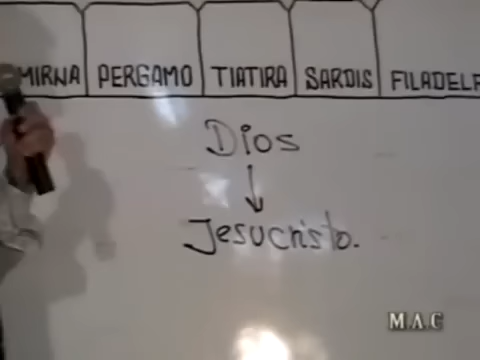 MIRNA PERGAMO TIATIRA SARDIS FILADELF
Dios
Jesucristo.
M.A.C